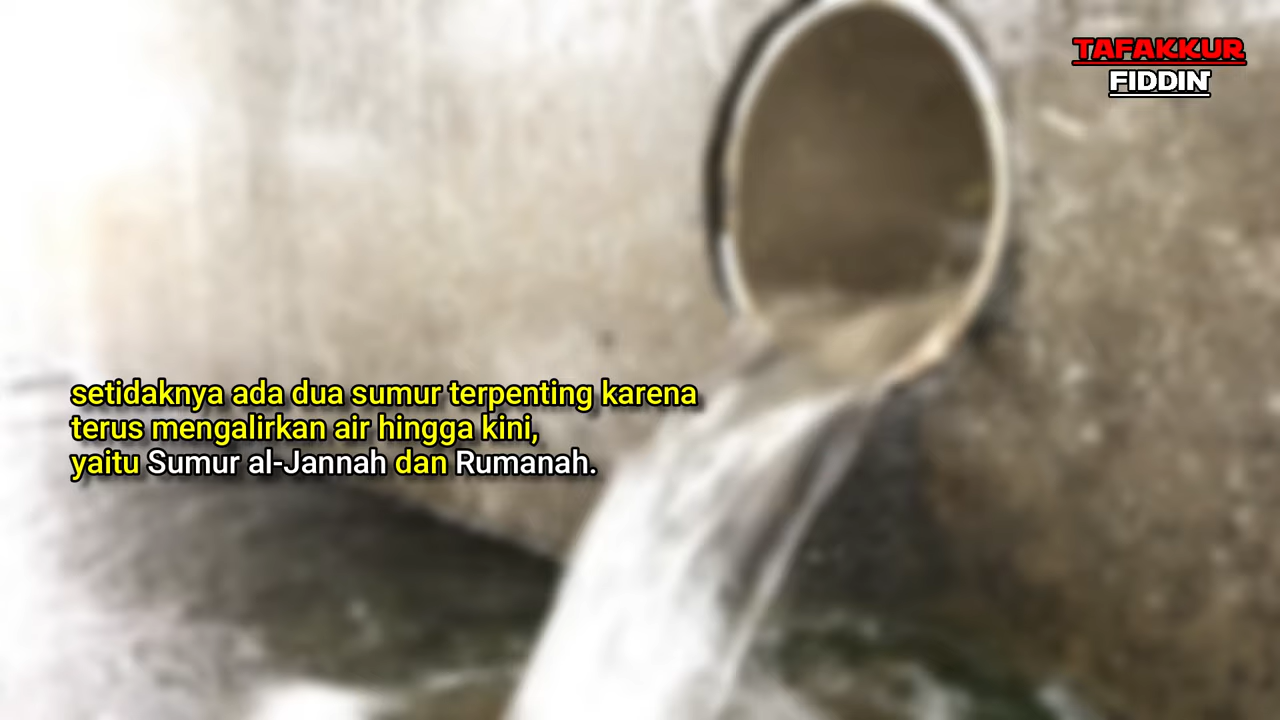 TAFAKKUR
FIDDIN
setidaknya ada dua sumur terpenting karena
terus mengalirkan air hingga kini,
yaitu Sumur al-Jannah dan Rumanah.